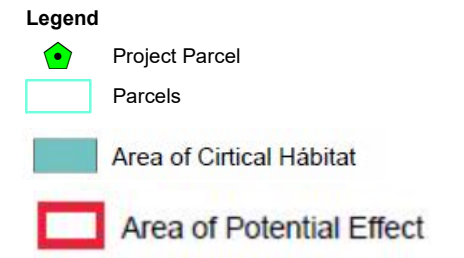 Legend
Project Parcel
Parcels
Area of Cirtical Hábitat
Area of Potential Effect